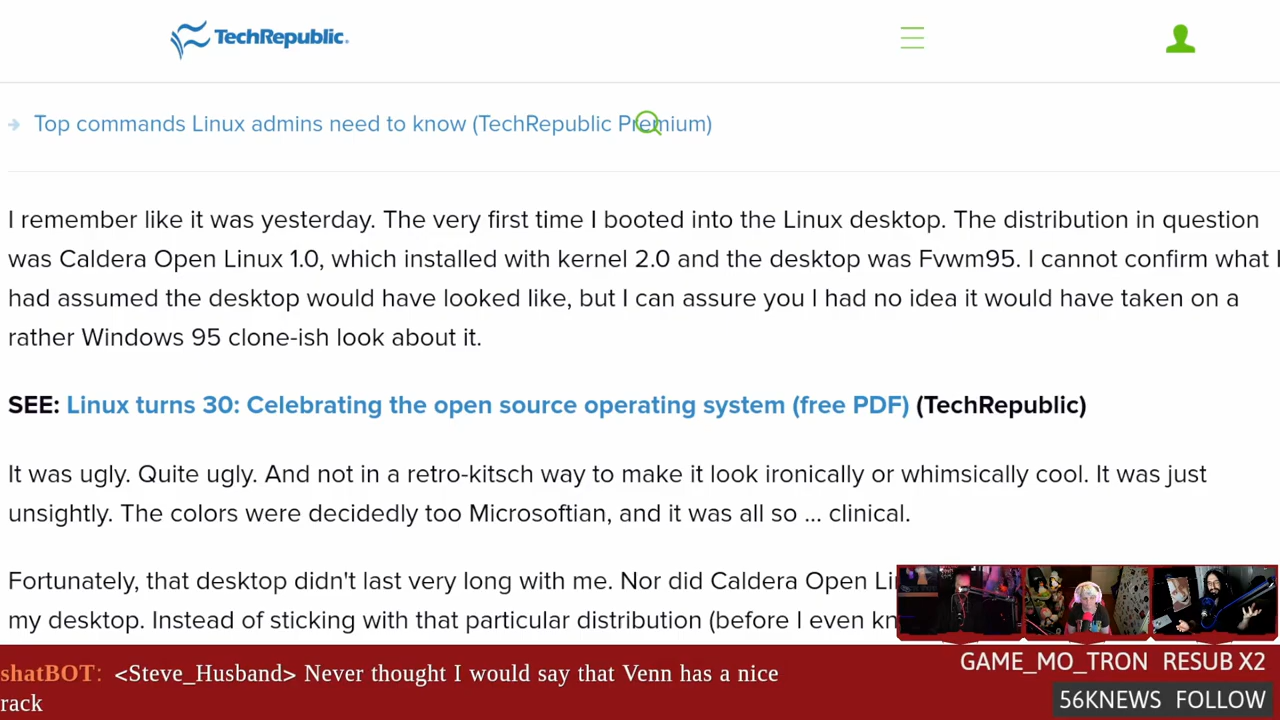 TechRepublic.
Top commands Linux admins need to know (TechRepublic Premium)
I remember like it was yesterday. The very first time I booted into the Linux desktop. The distribution in question
was Caldera Open Linux 1.0, which installed with kernel 2.0 and the desktop was Fvwm95. I cannot confirm what I
had assumed the desktop would have looked like, but I can assure you I had no idea it would have taken on a
rather Windows 95 clone-ish look about it.
SEE: Linux turns 30: Celebrating the open source operating system (free PDF) (TechRepublic)
It was ugly. Quite ugly. And not in a retro-kitsch way to make it look ironically or whimsically cool. It was just
unsightly. The colors were decidedly too Microsoftian, and it was all so ... clinical.
Fortunately, that desktop didn't last very long with me. Nor did Caldera Open
my desktop. Instead of sticking with that particular distribution (before I even
shatBOT: <Steve_Husband> Never thought I would say that Venn has a nice
rack
GAME_MO_TRON RESUB X2
56KNEWS FOLLOW